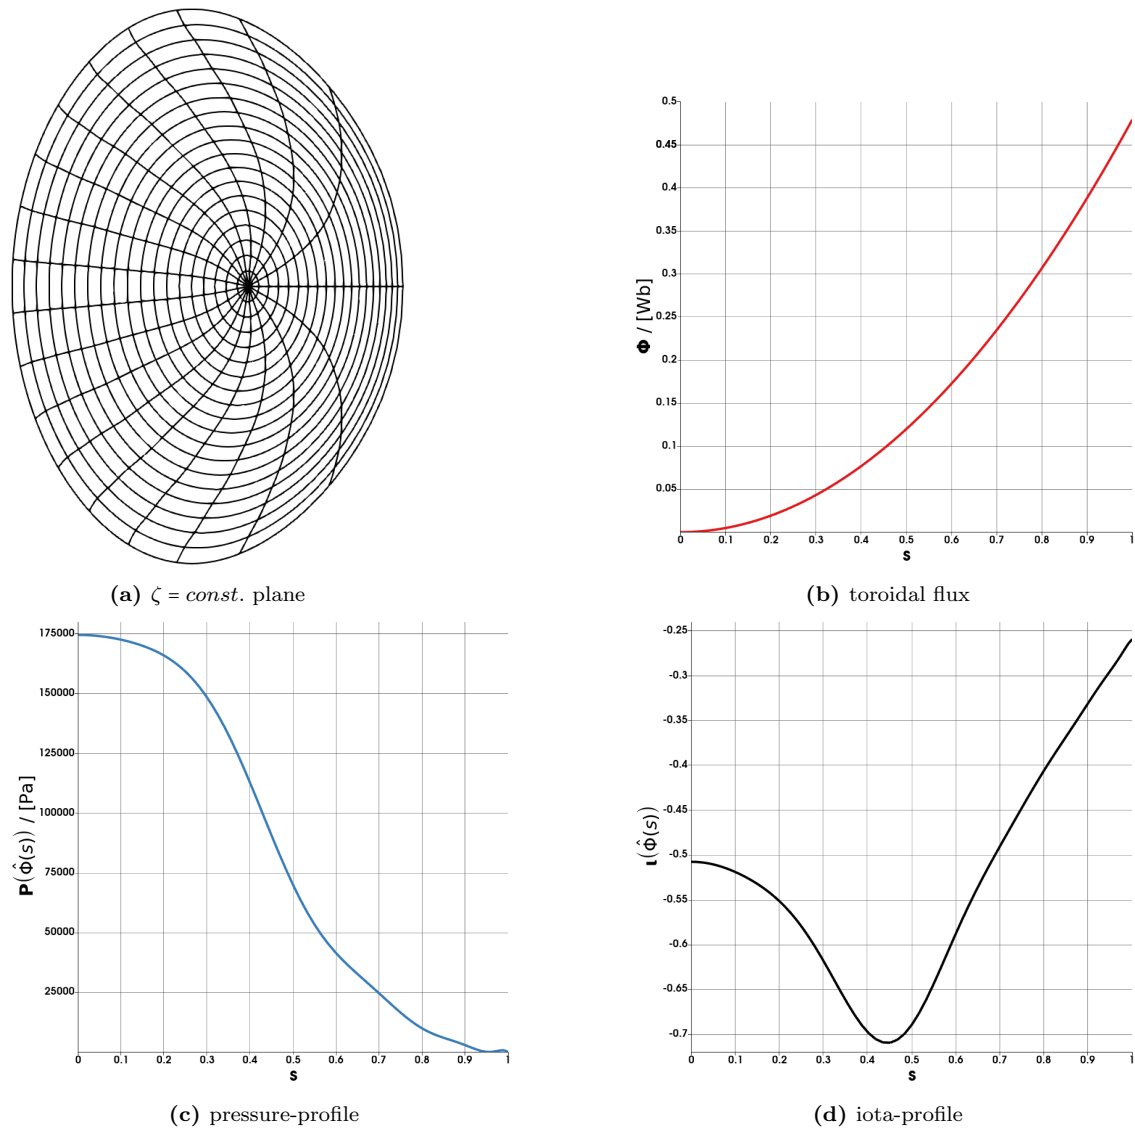 0.5
0.45
0.4
0.35
0.3
0.25
0.2
0.15
0.1
0.05
Φ / [Wb]
0 0.1 0.2 0.3 0.4 0.5 0.6 0.7 0.8 0.9 1
s
(a) ζ = const. plane
(b) toroidal flux
175000
150000
125000
100000
75000
50000
25000
P(Φ̂(s)) / [Pa]
0 0.1 0.2 0.3 0.4 0.5 0.6 0.7 0.8 0.9 1
s
(c) pressure-profile
-0.25
-0.3
-0.35
-0.4
-0.45
-0.5
-0.55
-0.6
-0.65
-0.7
ι(Φ̂(s))
0 0.1 0.2 0.3 0.4 0.5 0.6 0.7 0.8 0.9 1
s
(d) iota-profile